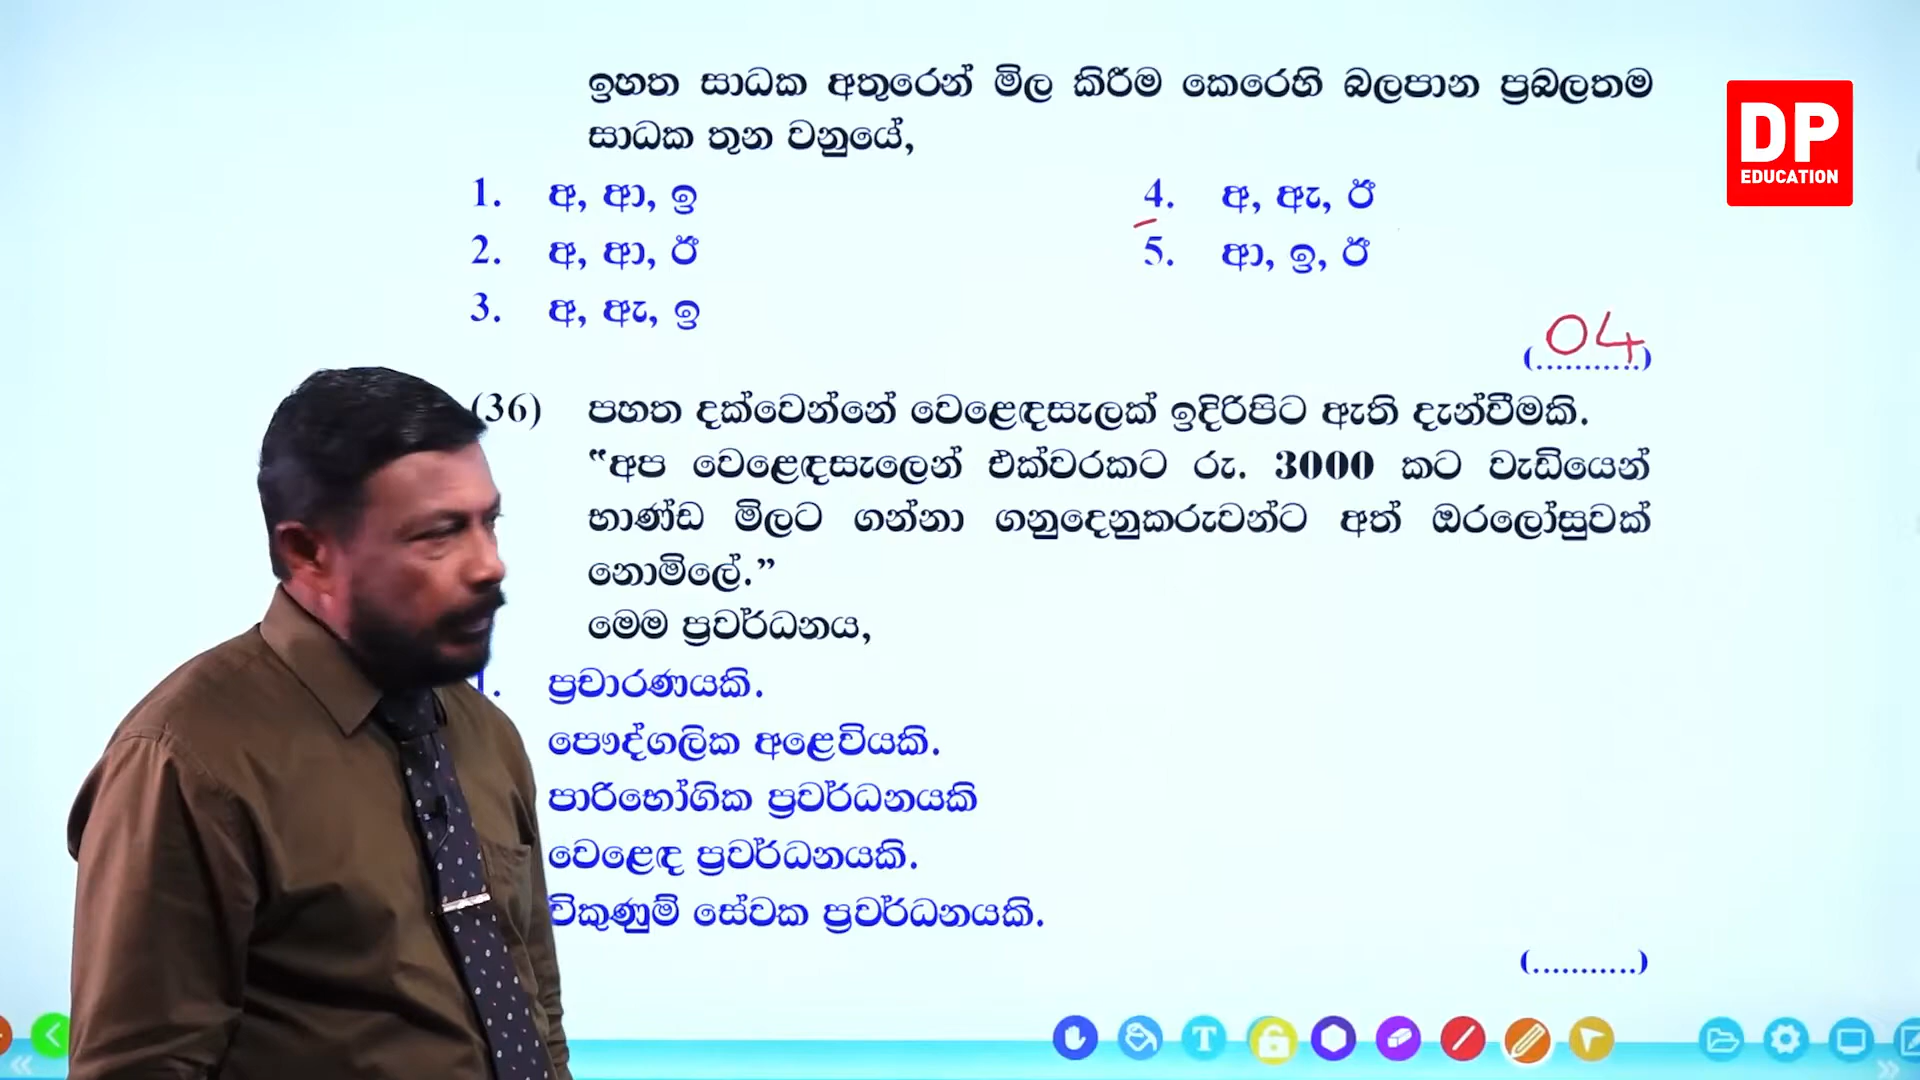 ඉහත සාධක අතුරෙන් මිල කිරීම කෙරෙහි බලපාන ප්‍රබලතම
සාධක තුන වනුයේ,
1. අ, ආ, ඉ
2. අ, ආ, ඊ
3. අ, ඇ, ඉ
4. අ, ඇ, ඊ
5. ආ, ඉ, ඊ
(04)
(36) පහත දක්වෙන්නේ වෙළෙඳසැලක් ඉදිරිපිට ඇති දැන්වීමකි.
“අප වෙළෙඳසැලෙන් එක්වරකට රු. 3000 කට වැඩියෙන්
භාණ්ඩ මිලට ගන්නා ගනුදෙනුකරුවන්ට අත් ඔරලෝසුවක්
නොමිලේ.”
මෙම ප්‍රවර්ධනය,
1. ප්‍රචාරණයකි.
පෞද්ගලික අළෙවියකි.
පාරිභෝගික ප්‍රවර්ධනයකි
වෙළෙඳ ප්‍රවර්ධනයකි.
විකුණුම් සේවක ප්‍රවර්ධනයකි.
(...........)
DP
EDUCATION